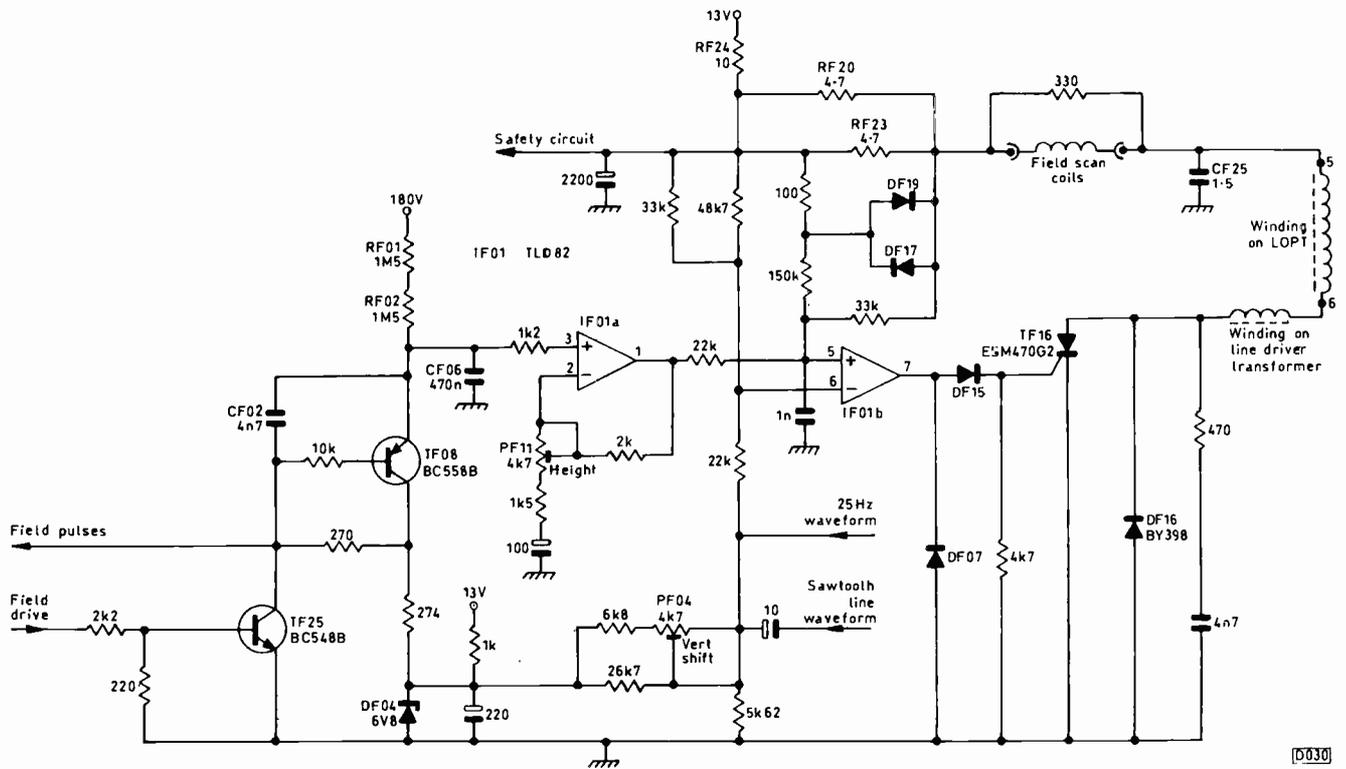 13V
RF24
10
RF20
4·7
330
RF23
4·7
Safety circuit
2200
33k
48k7
100
DF19
Field scan
coils
CF25
1·5
5
180V
RF01
1M5
IF01 TL082
DF17
Winding
on LOPT
150k
RF02
1M5
33k
6
IF01a
1k2
3
+
1
22k
5
+
7
TF16
ESM470G2
Winding on
line driver
transformer
CF06
470n
2
−
6
−
IF01b
DF15
1n
CF02
4n7
10k
TF08
BC558B
PF11
4k7
Height
2k
22k
470
1k5
25Hz
waveform
Field pulses
270
100
DF07
4k7
DF16
BY398
Field
drive
2k2
TF25
BC548B
274
13V
1k
6k8
PF04
4k7
Vert
shift
10
Sawtooth
line
waveform
4n7
220
26k7
DF04
6V8
220
5k62
D030